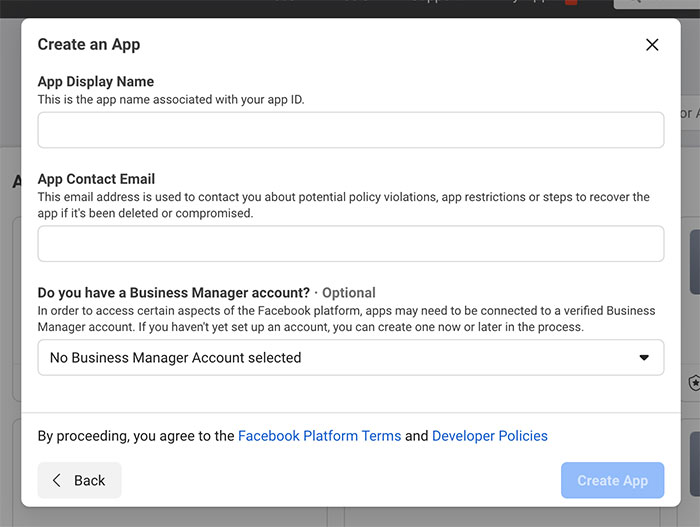 Create an App
App Display Name
This is the app name associated with your app ID.
App Contact Email
This email address is used to contact you about potential policy violations, app restrictions or steps to recover the
app if it's been deleted or compromised.
Do you have a Business Manager account? · Optional
In order to access certain aspects of the Facebook platform, apps may need to be connected to a verified Business
Manager account. If you haven't yet set up an account, you can create one now or later in the process.
No Business Manager Account selected
By proceeding, you agree to the Facebook Platform Terms and Developer Policies
Back
Create App